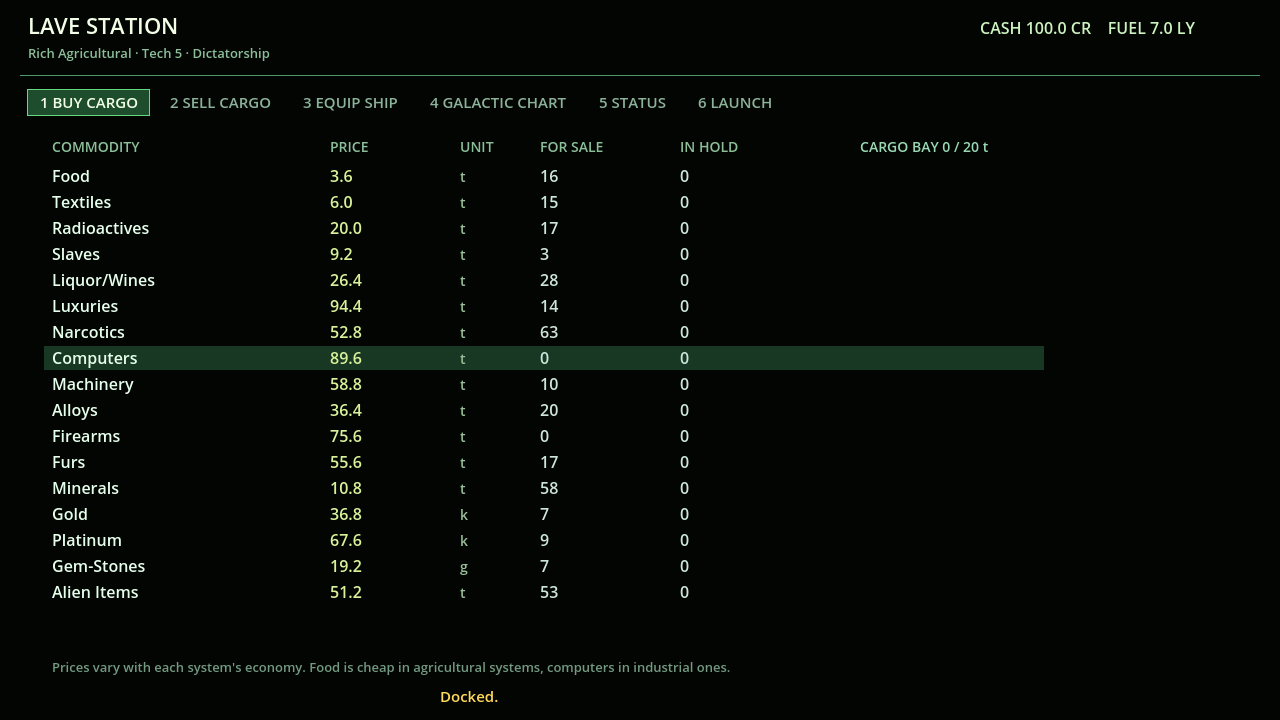 LAVE STATION
CASH 100.0 CR FUEL 7.0 LY
Rich Agricultural · Tech 5 · Dictatorship
1 BUY CARGO 2 SELL CARGO 3 EQUIP SHIP 4 GALACTIC CHART 5 STATUS 6 LAUNCH
COMMODITY PRICE UNIT FOR SALE IN HOLD CARGO BAY 0 / 20 t
Food 3.6 t 16 0
Textiles 6.0 t 15 0
Radioactives 20.0 t 17 0
Slaves 9.2 t 3 0
Liquor/Wines 26.4 t 28 0
Luxuries 94.4 t 14 0
Narcotics 52.8 t 63 0
Computers 89.6 t 0 0
Machinery 58.8 t 10 0
Alloys 36.4 t 20 0
Firearms 75.6 t 0 0
Furs 55.6 t 17 0
Minerals 10.8 t 58 0
Gold 36.8 k 7 0
Platinum 67.6 k 9 0
Gem-Stones 19.2 g 7 0
Alien Items 51.2 t 53 0
Prices vary with each system's economy. Food is cheap in agricultural systems, computers in industrial ones.
Docked.